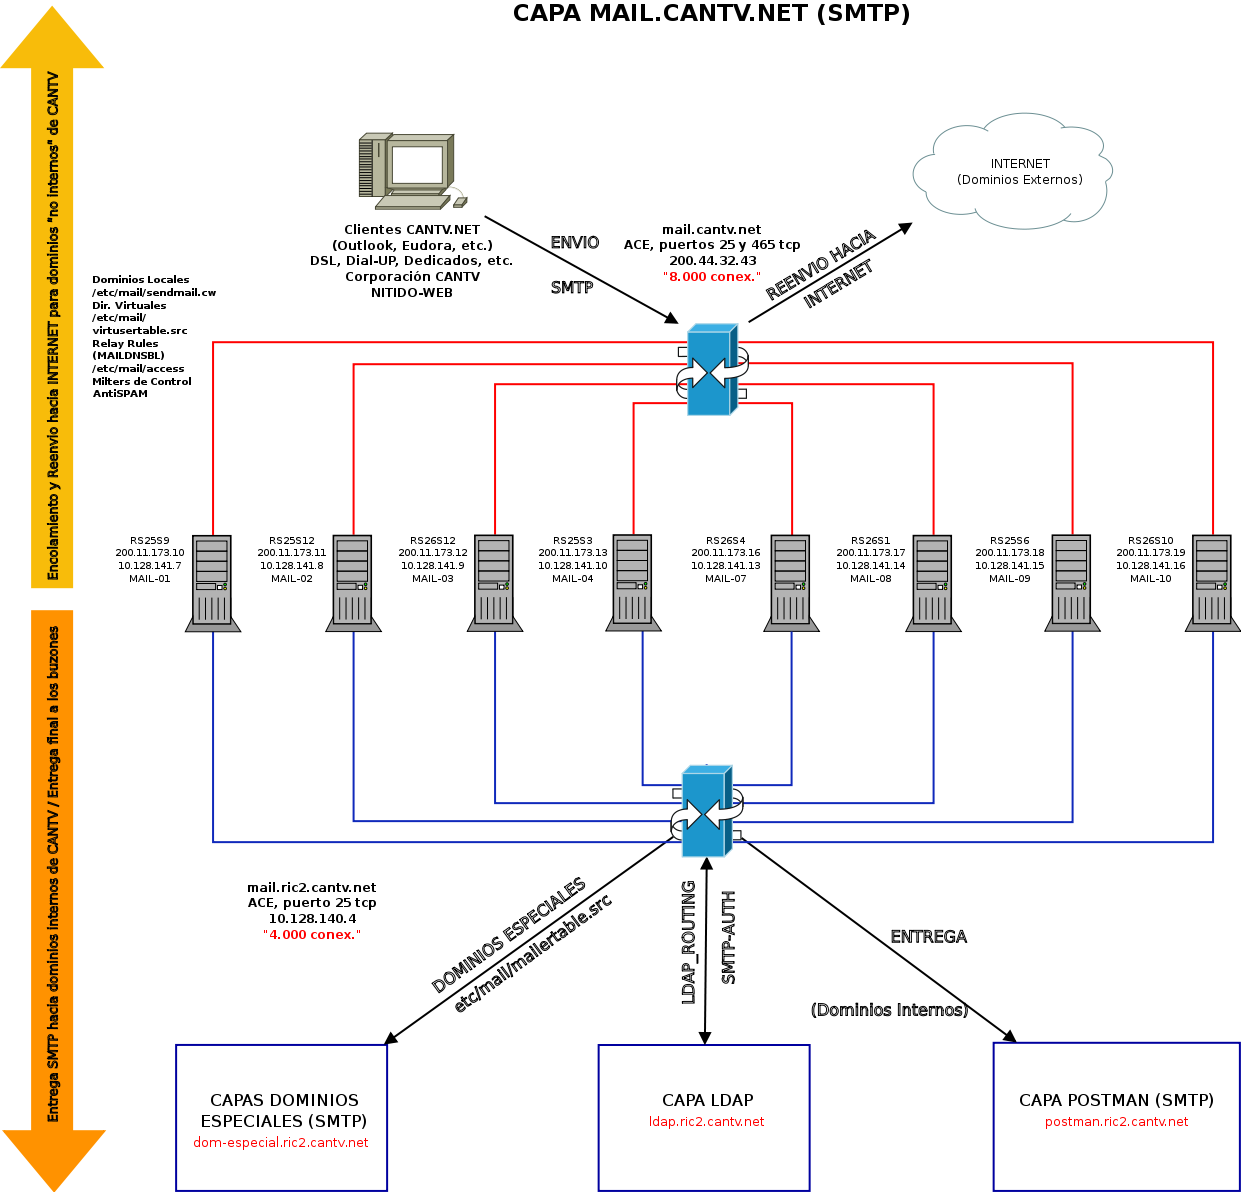 CAPA MAIL.CANTV.NET (SMTP)
Encolamiento y Reenvio hacia INTERNET para dominios "no internos" de CANTV
INTERNET
(Dominios Externos)
Clientes CANTV.NET
(Outlook, Eudora, etc.)
DSL, Dial-UP, Dedicados, etc.
Corporación CANTV
NITIDO-WEB
ENVIO
SMTP
mail.cantv.net
ACE, puertos 25 y 465 tcp
200.44.32.43
"8.000 conex."
REENVIO HACIA
INTERNET
Dominios Locales
/etc/mail/sendmail.cw
Dir. Virtuales
/etc/mail/
virtusertable.src
Relay Rules
(MAILDNSBL)
/etc/mail/access
Milters de Control
AntiSPAM
RS25S9
200.11.173.10
10.128.141.7
MAIL-01
RS25S12
200.11.173.11
10.128.141.8
MAIL-02
RS26S12
200.11.173.12
10.128.141.9
MAIL-03
RS25S3
200.11.173.13
10.128.141.10
MAIL-04
RS26S4
200.11.173.16
10.128.141.13
MAIL-07
RS26S1
200.11.173.17
10.128.141.14
MAIL-08
RS25S6
200.11.173.18
10.128.141.15
MAIL-09
RS26S10
200.11.173.19
10.128.141.16
MAIL-10
Entrega SMTP hacia dominios internos de CANTV / Entrega final a los buzones
mail.ric2.cantv.net
ACE, puerto 25 tcp
10.128.140.4
"4.000 conex."
DOMINIOS ESPECIALES
etc/mail/mailertable.src
LDAP_ROUTING
SMTP-AUTH
ENTREGA
(Dominios Internos)
CAPAS DOMINIOS
ESPECIALES (SMTP)
dom-especial.ric2.cantv.net
CAPA LDAP
ldap.ric2.cantv.net
CAPA POSTMAN (SMTP)
postman.ric2.cantv.net